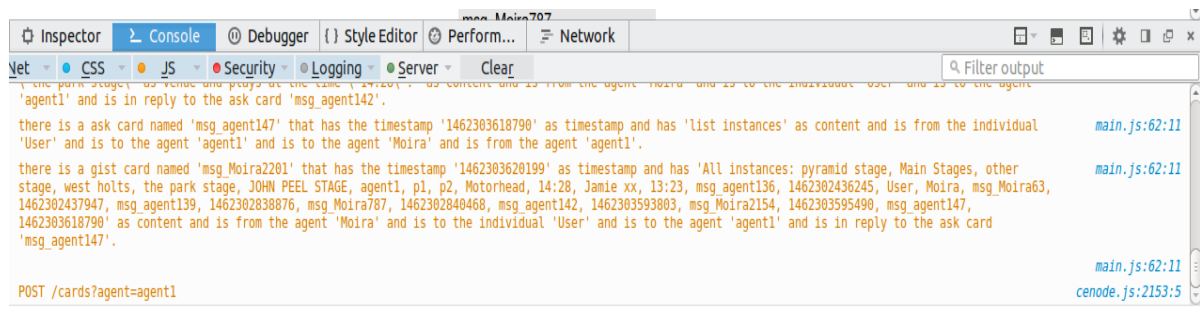 Inspector Console Debugger { } Style Editor Perform... Network
Net CSS JS Security Logging Server Clear Filter output
'agent1' and is in reply to the ask card 'msg_agent142'.
there is a ask card named 'msg_agent147' that has the timestamp '1462303618790' as timestamp and has 'list instances' as content and is from the individual main.js:62:11
'User' and is to the agent 'agent1' and is to the agent 'Moira' and is from the agent 'agent1'.
there is a gist card named 'msg_Moira2201' that has the timestamp '1462303620199' as timestamp and has 'All instances: pyramid stage, Main Stages, other main.js:62:11
stage, west holts, the park stage, JOHN PEEL STAGE, agent1, p1, p2, Motorhead, 14:28, Jamie xx, 13:23, msg_agent136, 1462302436245, User, Moira, msg_Moira63,
1462302437947, msg_agent139, 1462302838876, msg_Moira787, 1462302840468, msg_agent142, 1462303593803, msg_Moira2154, 1462303595490, msg_agent147,
1462303618790' as content and is from the agent 'Moira' and is to the individual 'User' and is to the agent 'agent1' and is in reply to the ask card
'msg_agent147'.
main.js:62:11
POST /cards?agent=agent1 cenode.js:2153:5